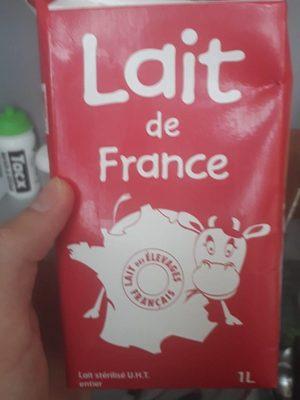 Lait
de
France
LAIT DES ÉLEVAGES
FRANÇAIS
Lait stérilisé U.H.T.
entier
1L